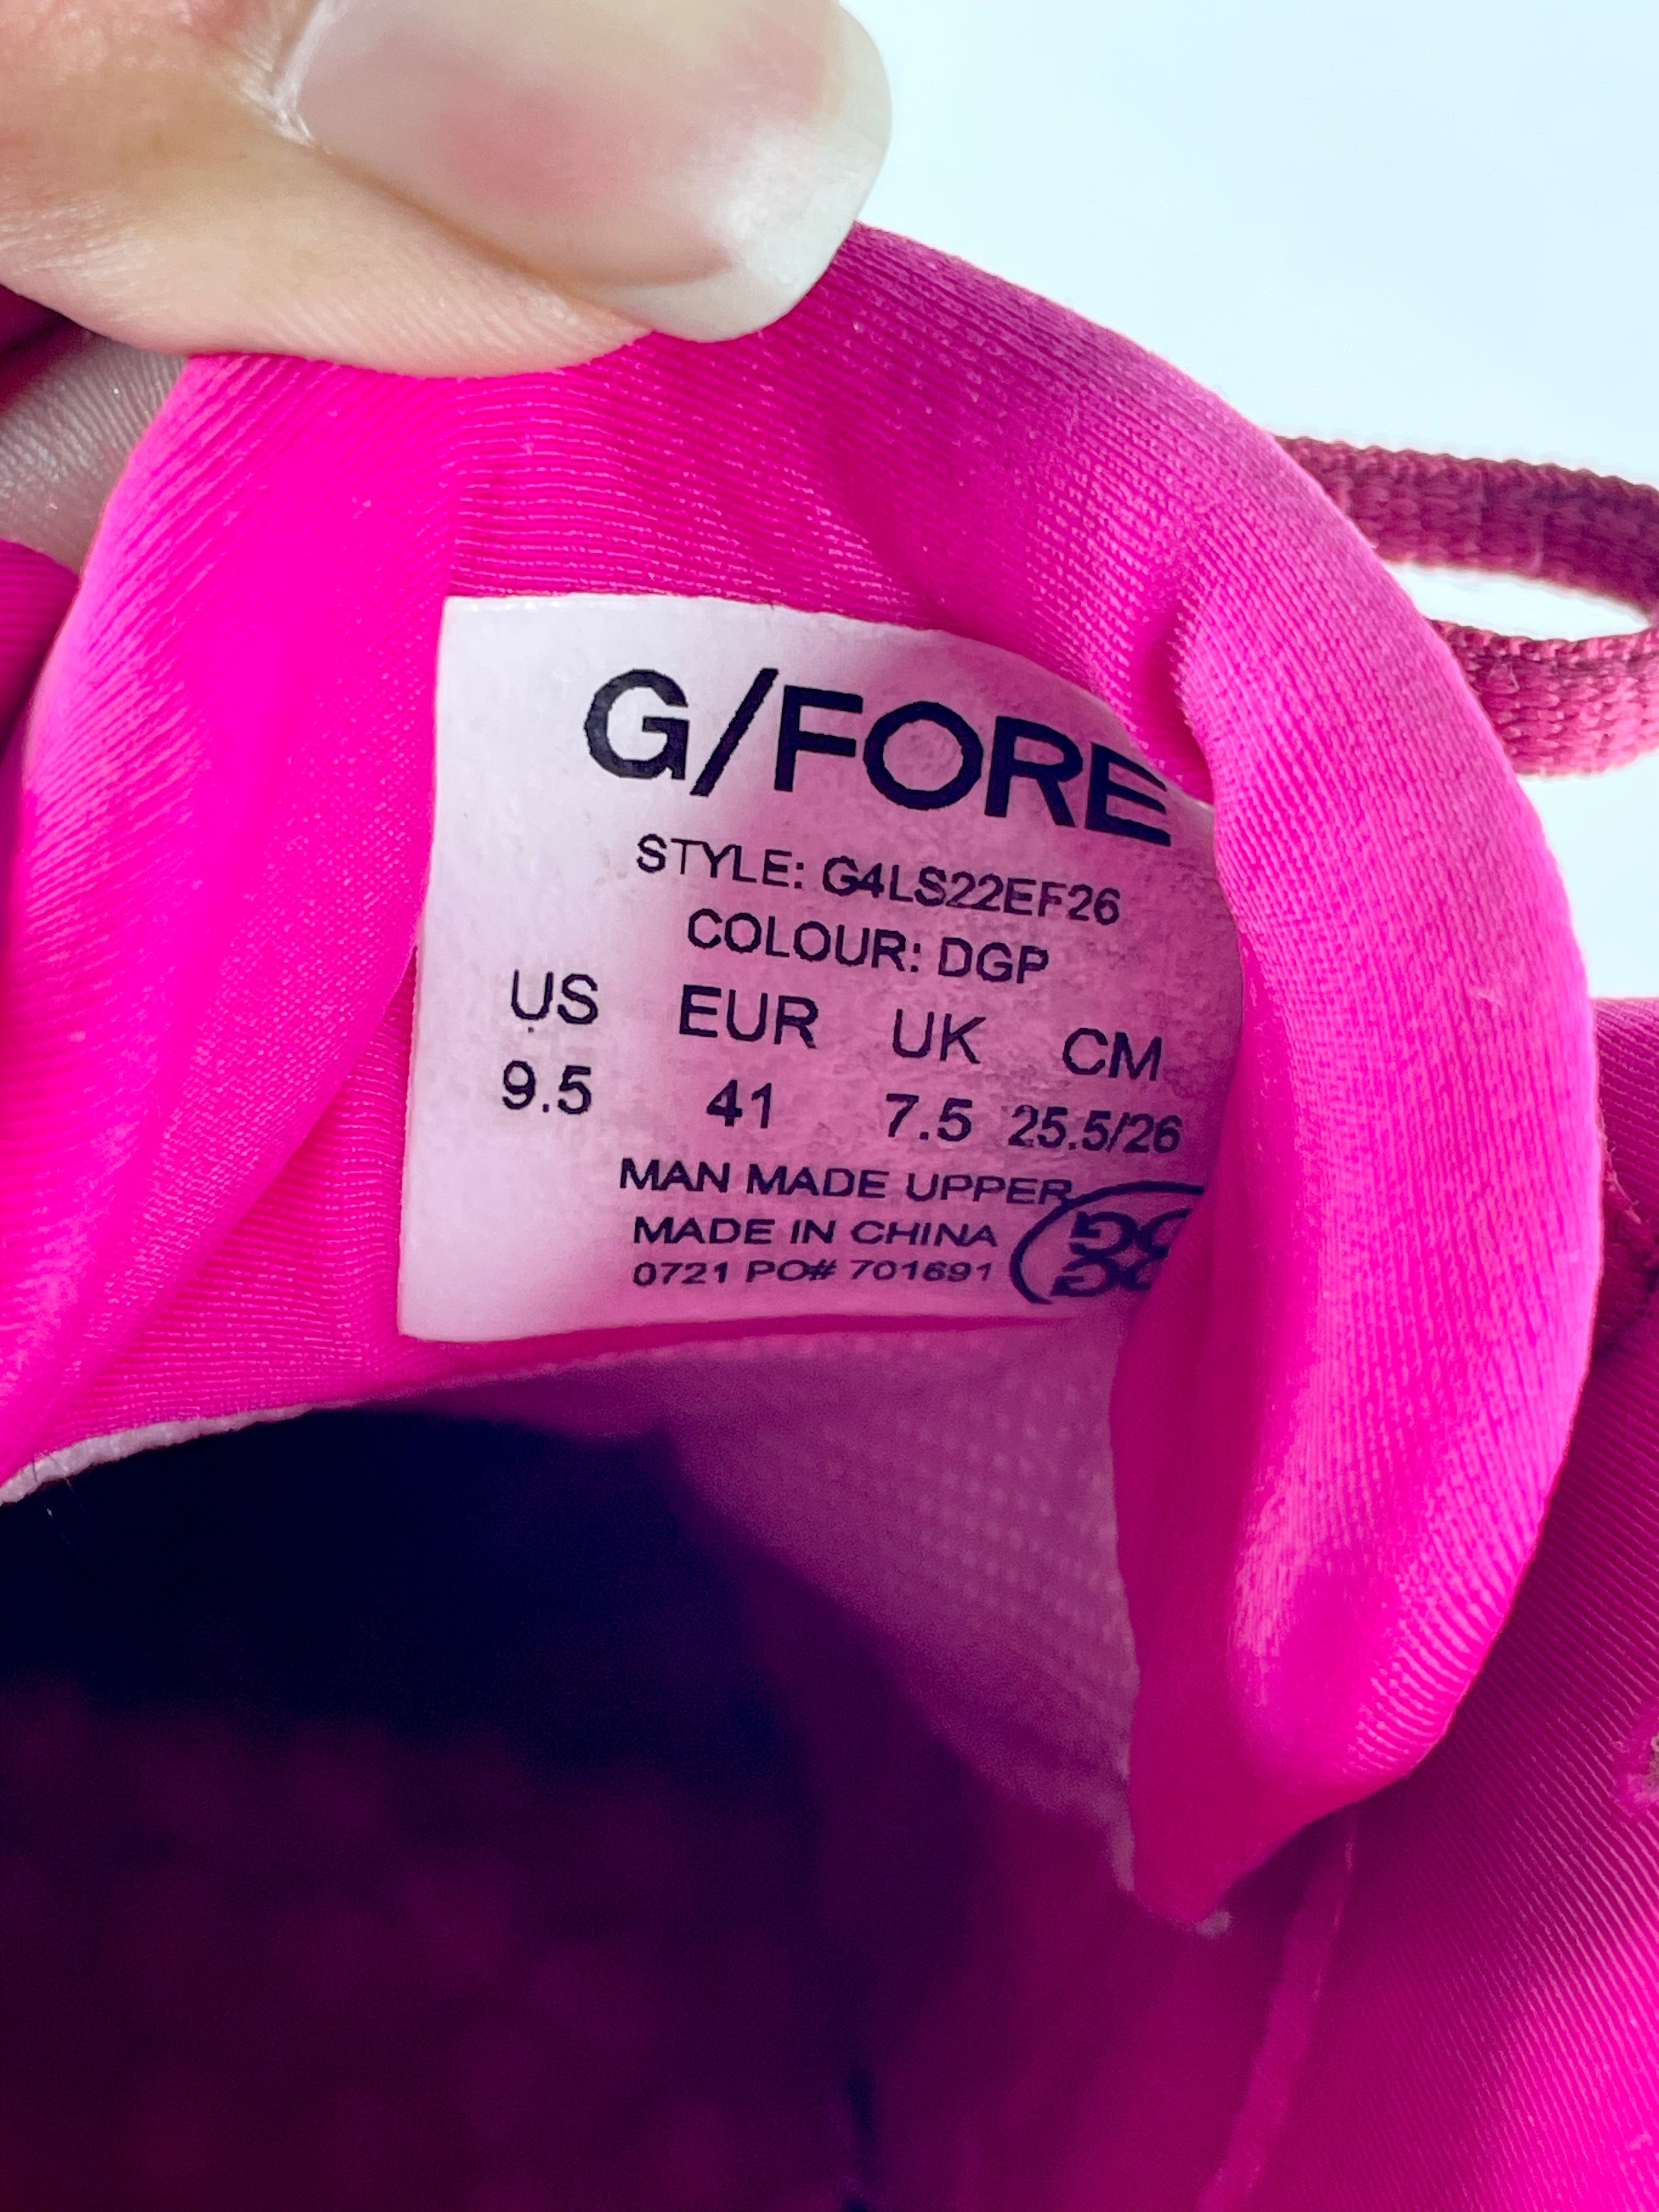 G/FORE
STYLE: G4LS22EF26
COLOUR: DGP
US EUR UK CM
9.5 41 7.5 25.5/26
MAN MADE UPPER
MADE IN CHINA
0721 PO# 701691